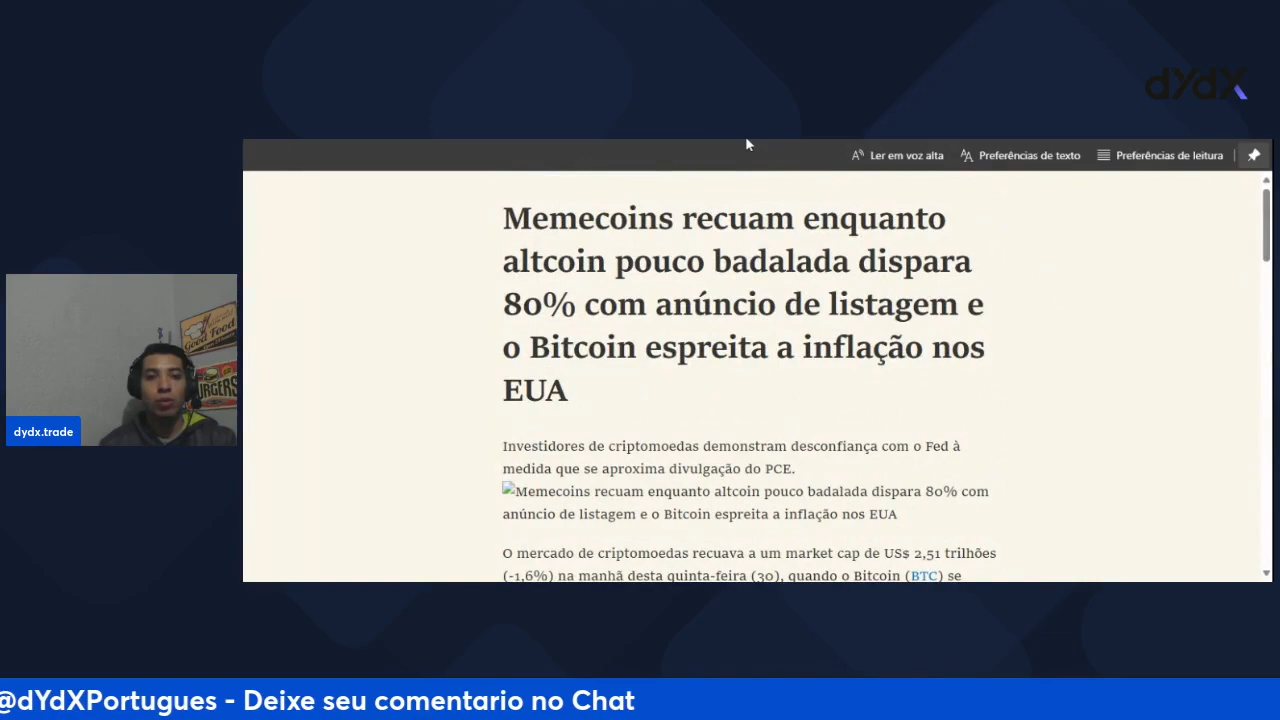 dYdX
Ler em voz alta
Preferências de texto
Preferências de leitura
Memecoins recuam enquanto
altcoin pouco badalada dispara
80% com anúncio de listagem e
o Bitcoin espreita a inflação nos
EUA
Investidores de criptomoedas demonstram desconfiança com o Fed à
medida que se aproxima divulgação do PCE.
Memecoins recuam enquanto altcoin pouco badalada dispara 80% com
anúncio de listagem e o Bitcoin espreita a inflação nos EUA
O mercado de criptomoedas recuava a um market cap de US$ 2,51 trilhões
(-1,6%) na manhã desta quinta-feira (30), quando o Bitcoin (BTC) se
Good Food
BURGERS
dydx.trade
@dYdXPortugues - Deixe seu comentario no Chat